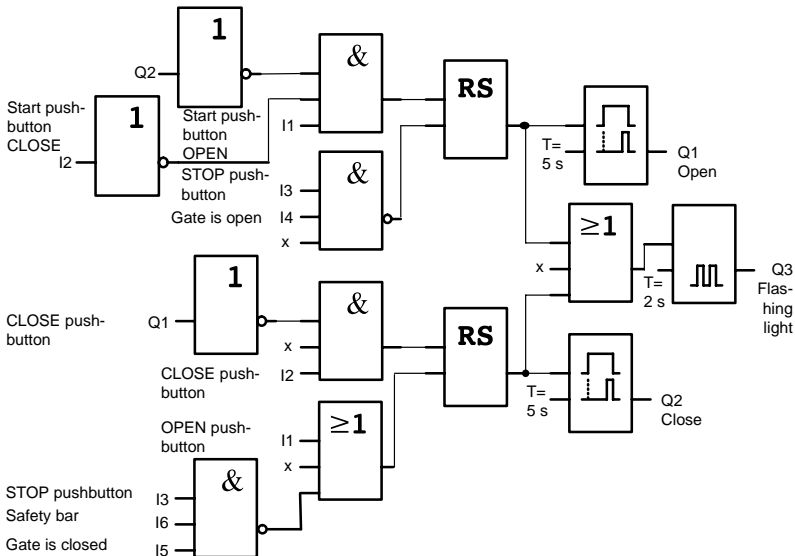 1
&
Q2
RS
Start push-
button
CLOSE
1
Start push-
button
OPEN
I1
I2
STOP push-
button
T=
5 s
Q1
Open
&
I3
Gate is open
I4
x
≥1
x
T=
2 s
Q3
Flas-
hing
light
1
&
RS
CLOSE push-
button
Q1
x
CLOSE push-
button
I2
T=
5 s
Q2
Close
OPEN push-
button
≥1
I1
x
&
STOP pushbutton
I3
Safety bar
I6
Gate is closed
I5